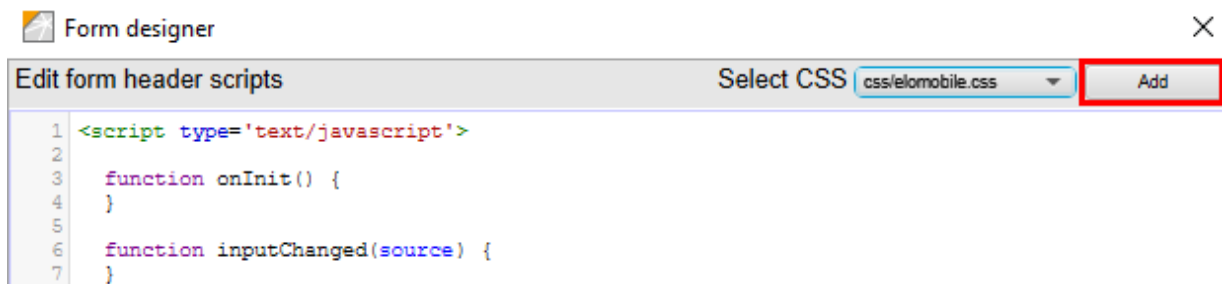 Form designer
Edit form header scripts Select CSS css/elomobile.css Add
1 <script type='text/javascript'>
2
3 function onInit() {
4 }
5
6 function inputChanged(source) {
7 }